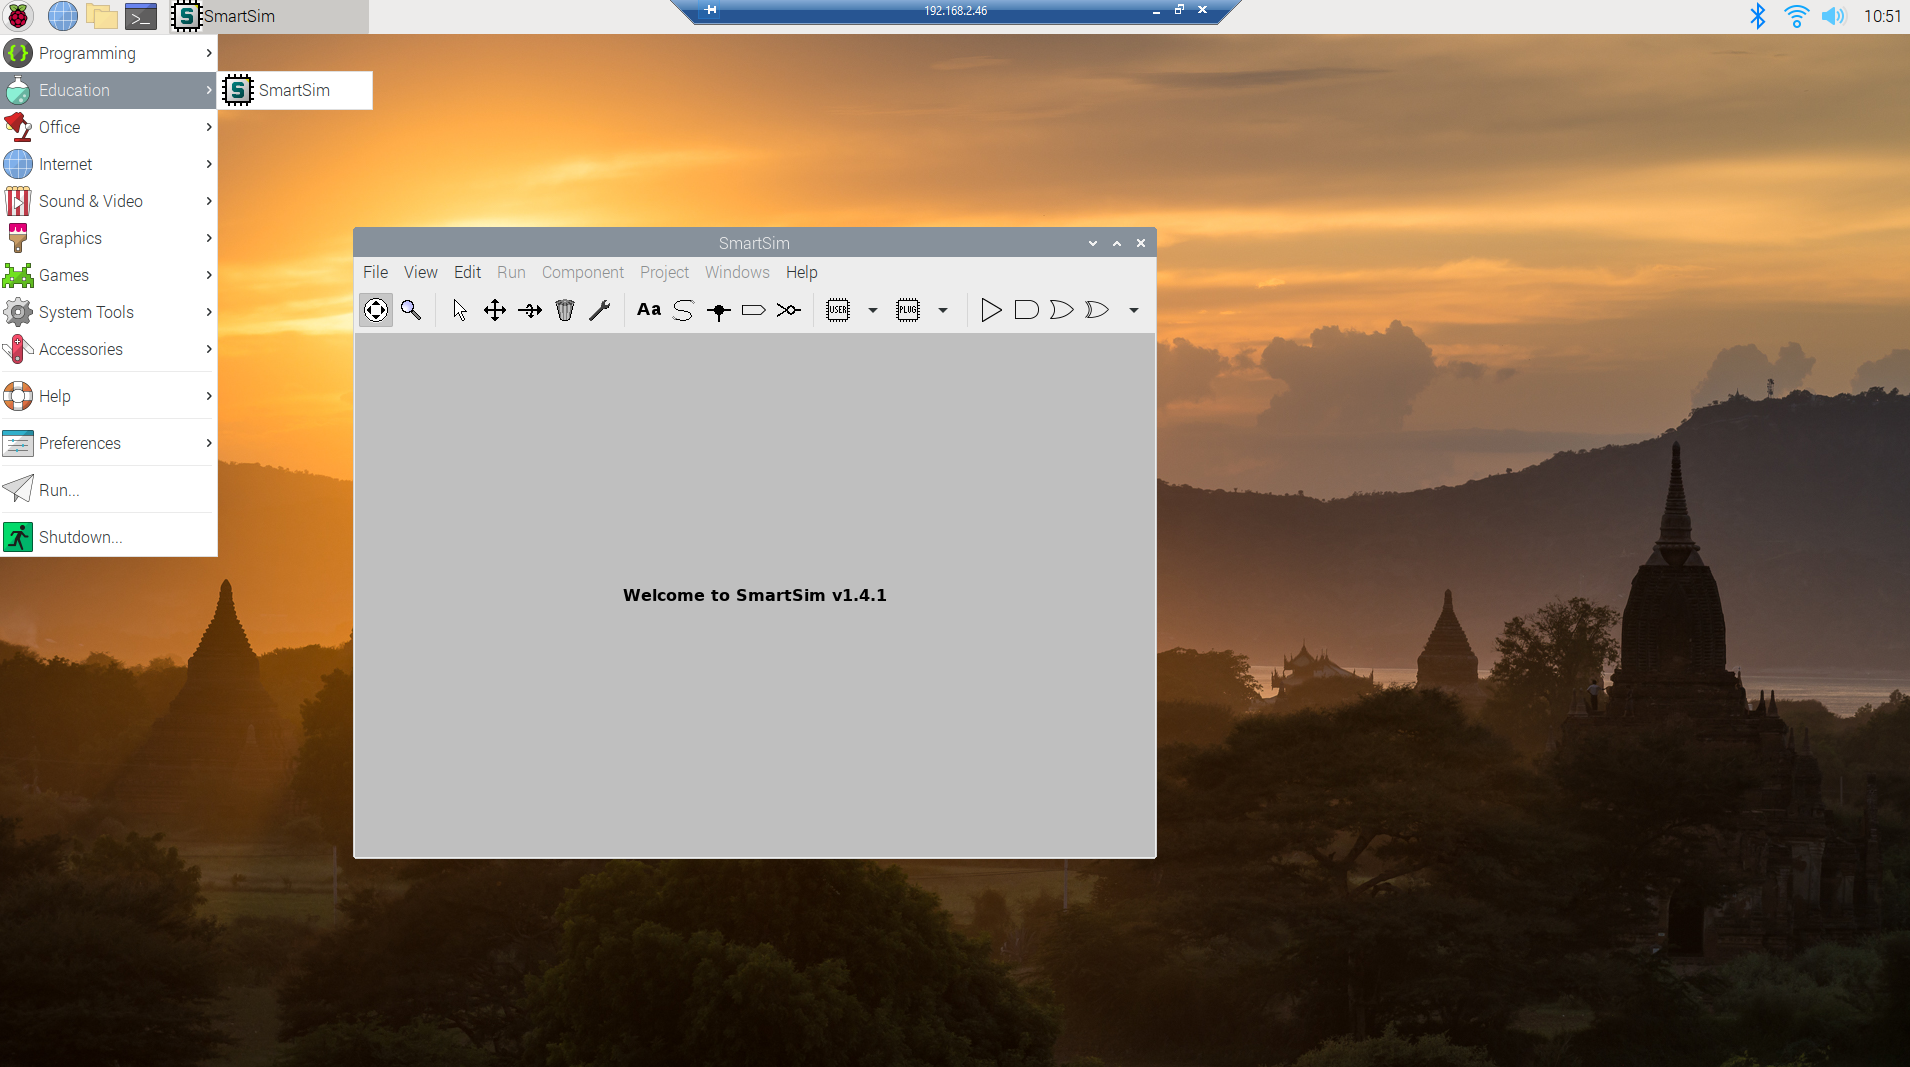 SmartSim
192.168.2.46
10:51
Programming
Education
SmartSim
Office
Internet
Sound & Video
Graphics
Games
System Tools
Accessories
Help
Preferences
Run...
Shutdown...
SmartSim
File View Edit Run Component Project Windows Help
Aa USER PLUG
Welcome to SmartSim v1.4.1